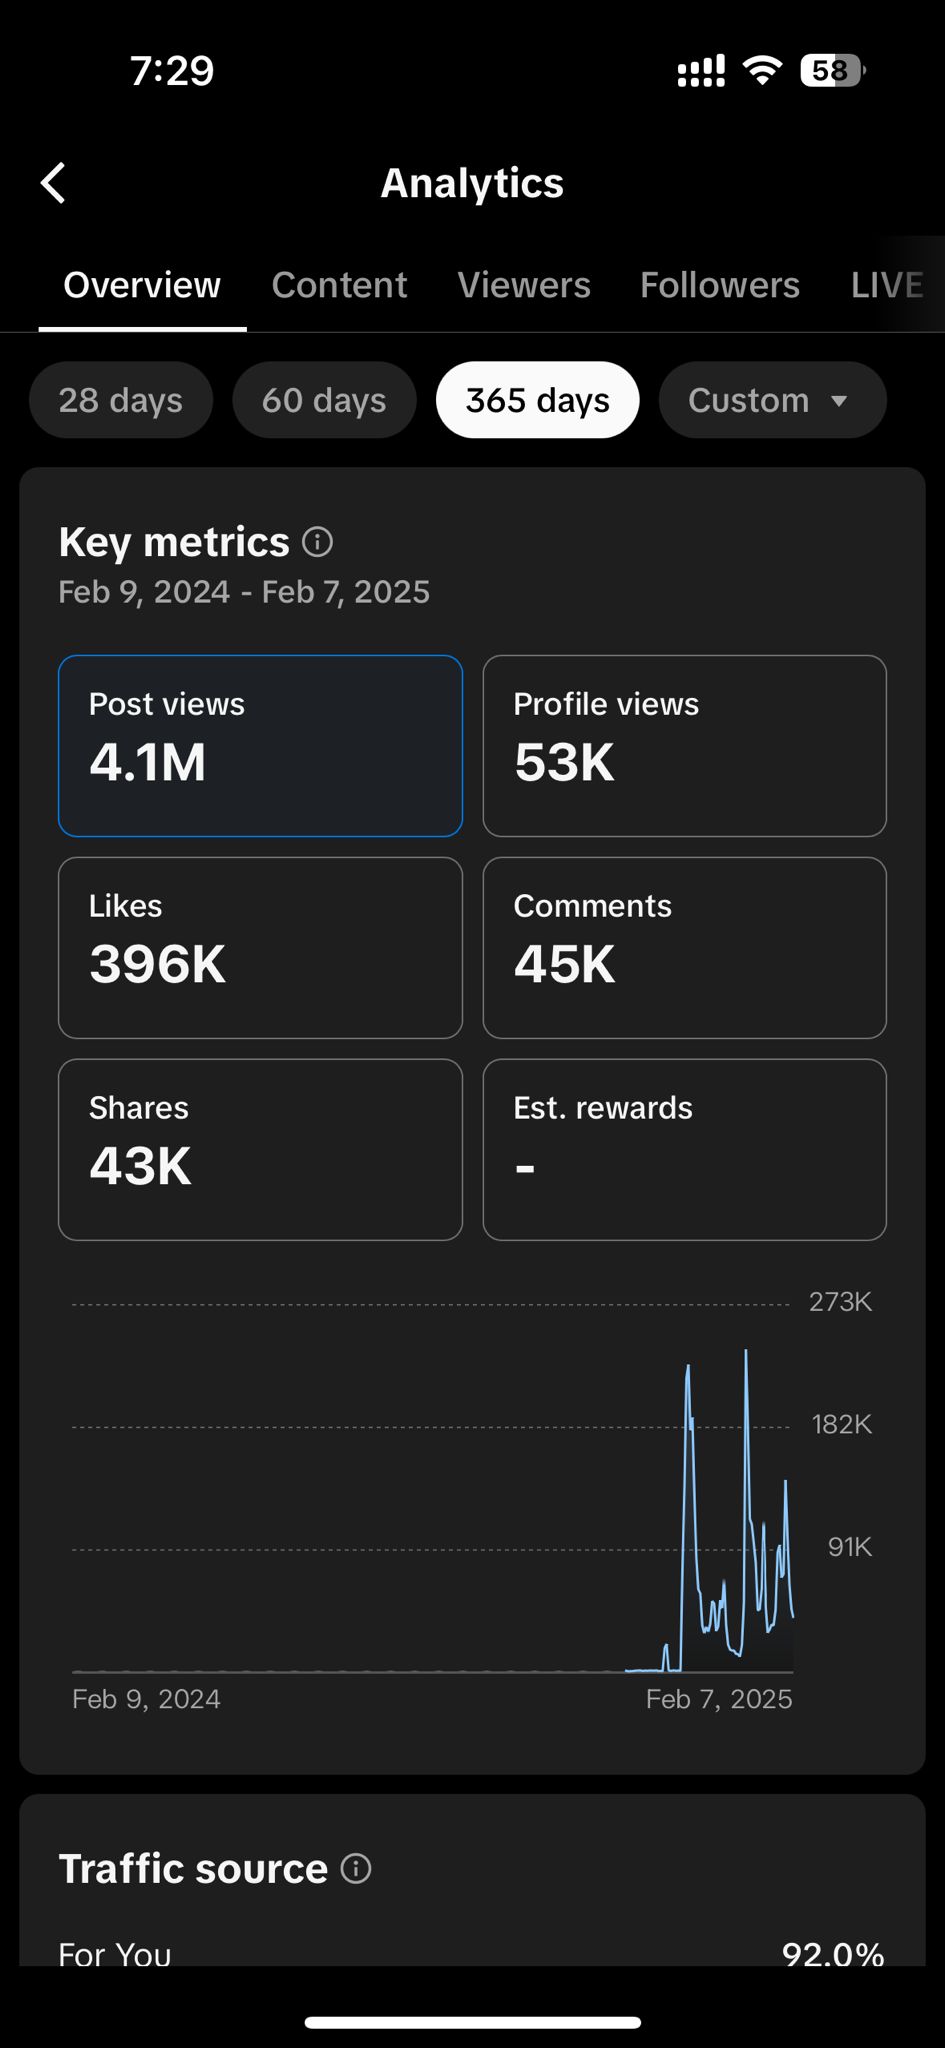 7:29
58
Analytics
Overview Content Viewers Followers LIVE
28 days 60 days 365 days Custom
Key metrics
Feb 9, 2024 - Feb 7, 2025
Post views
4.1M
Profile views
53K
Likes
396K
Comments
45K
Shares
43K
Est. rewards
-
273K
182K
91K
Feb 9, 2024 Feb 7, 2025
Traffic source
For You 92.0%